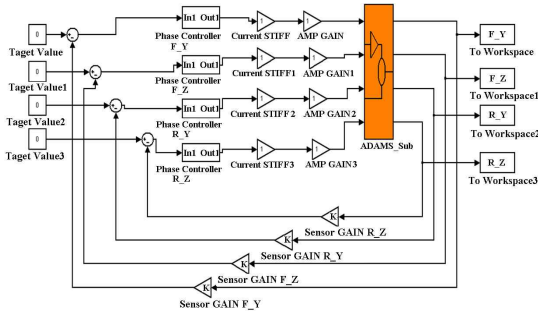 0
Taget Value
In1 Out1
Phase Controller
F_Y
1
Current STIFF
1
AMP GAIN
F_Y
To Workspace
0
Taget Value1
In1 Out1
Phase Controller
F_Z
1
Current STIFF1
1
AMP GAIN1
F_Z
To Workspace1
0
Taget Value2
In1 Out1
Phase Controller
R_Y
1
Current STIFF2
1
AMP GAIN2
R_Y
To Workspace2
0
Taget Value3
In1 Out1
Phase Controller
R_Z
1
Current STIFF3
1
AMP GAIN3
ADAMS_Sub
R_Z
To Workspace3
K
Sensor GAIN R_Z
K
Sensor GAIN R_Y
K
Sensor GAIN F_Z
K
Sensor GAIN F_Y